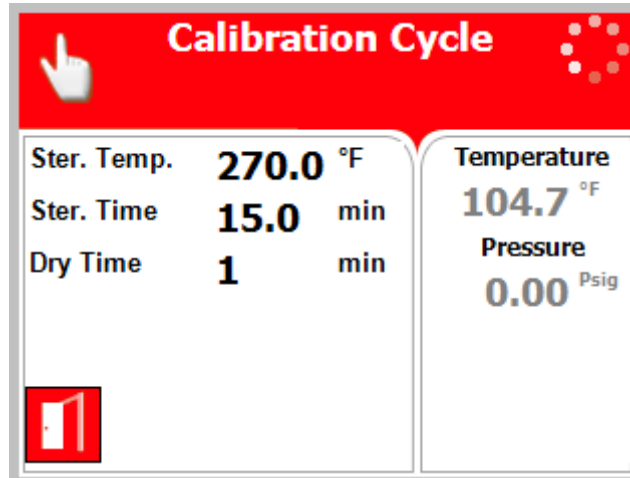 Calibration Cycle
Ster. Temp. 270.0 °F
Ster. Time 15.0 min
Dry Time 1 min
Temperature
104.7 °F
Pressure
0.00 Psig